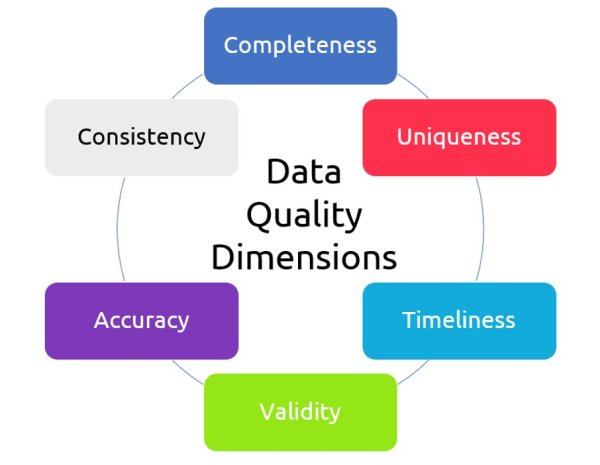 Completeness
Consistency
Uniqueness
Data
Quality
Dimensions
Accuracy
Timeliness
Validity